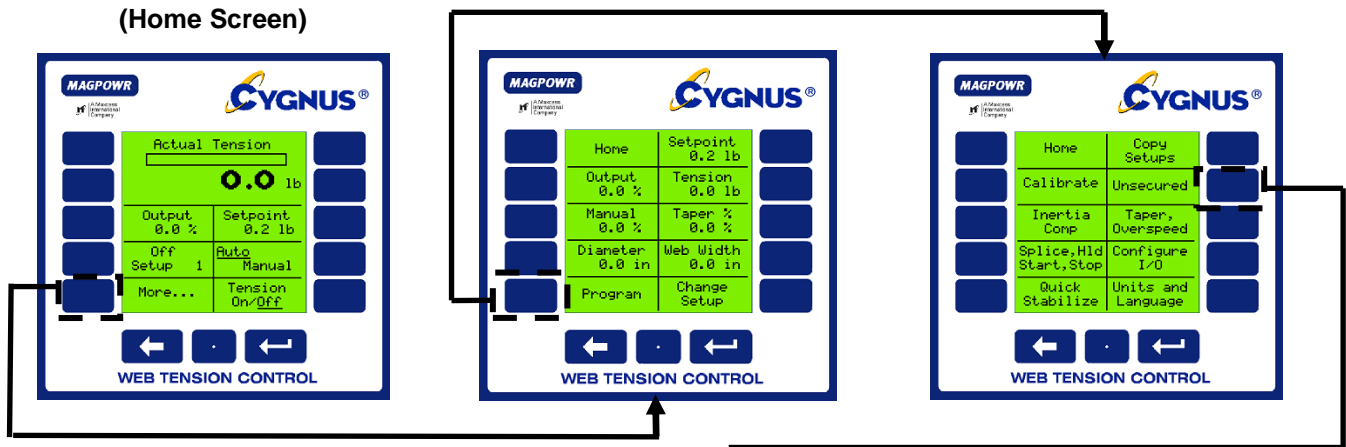 (Home Screen)
MAGPOWR
A Maxcess
International
Company
CYGNUS®
Actual Tension
0.0 lb
Output
0.0 %
Setpoint
0.2 lb
Off
Setup 1
Auto
Manual
More...
Tension
On/Off
WEB TENSION CONTROL
MAGPOWR
A Maxcess
International
Company
CYGNUS®
Home
Setpoint
0.2 lb
Output
0.0 %
Tension
0.0 lb
Manual
0.0 %
Taper %
0.0 %
Diameter
0.0 in
Web Width
0.0 in
Program
Change
Setup
WEB TENSION CONTROL
MAGPOWR
A Maxcess
International
Company
CYGNUS®
Home
Copy
Setups
Calibrate
Unsecured
Inertia
Comp
Taper,
Overspeed
Splice,Hld
Start,Stop
Configure
I/O
Quick
Stabilize
Units and
Language
WEB TENSION CONTROL